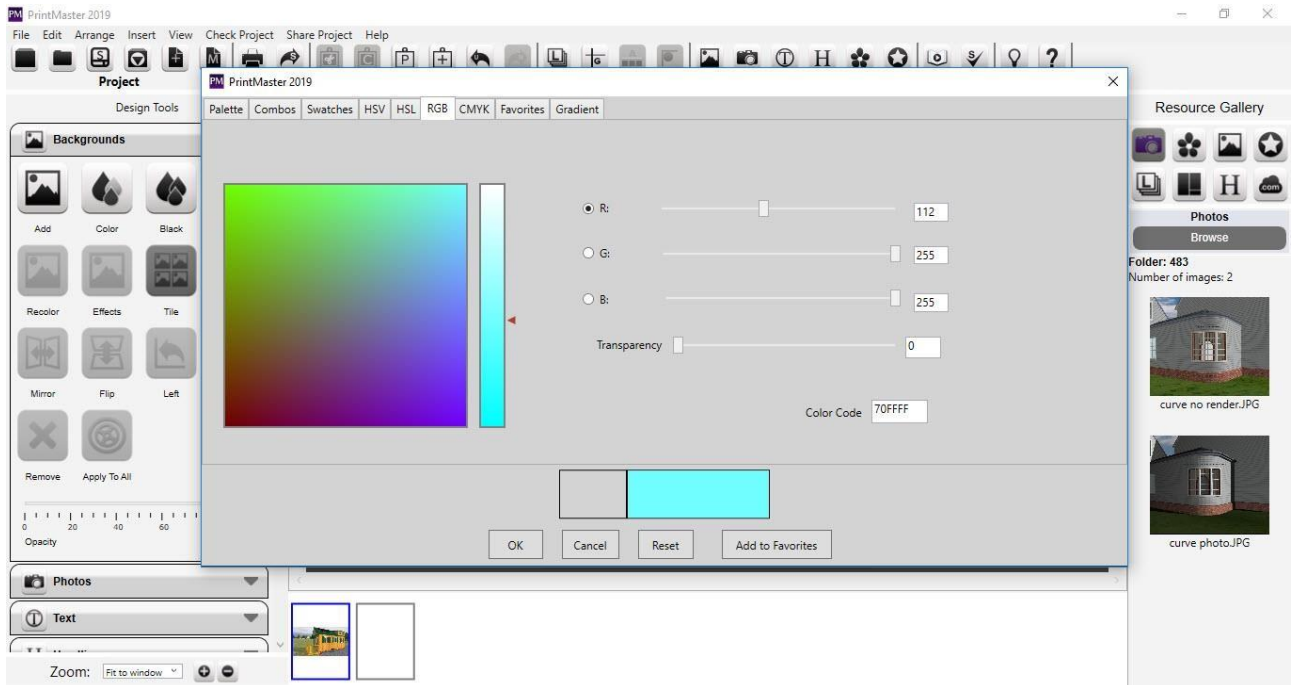 PM PrintMaster 2019
File Edit Arrange Insert View Check Project Share Project Help
Project
Design Tools
Backgrounds
Add Color Black
Recolor Effects Tile
Mirror Flip Left
Remove Apply To All
0 20 40 60
Opacity
Photos
Text
Zoom: Fit to window
PM PrintMaster 2019
Palette Combos Swatches HSV HSL RGB CMYK Favorites Gradient
R: 112
G: 255
B: 255
Transparency 0
Color Code 70FFFF
OK Cancel Reset Add to Favorites
Resource Gallery
Photos
Browse
Folder: 483
Number of images: 2
curve no render.JPG
curve photo.JPG